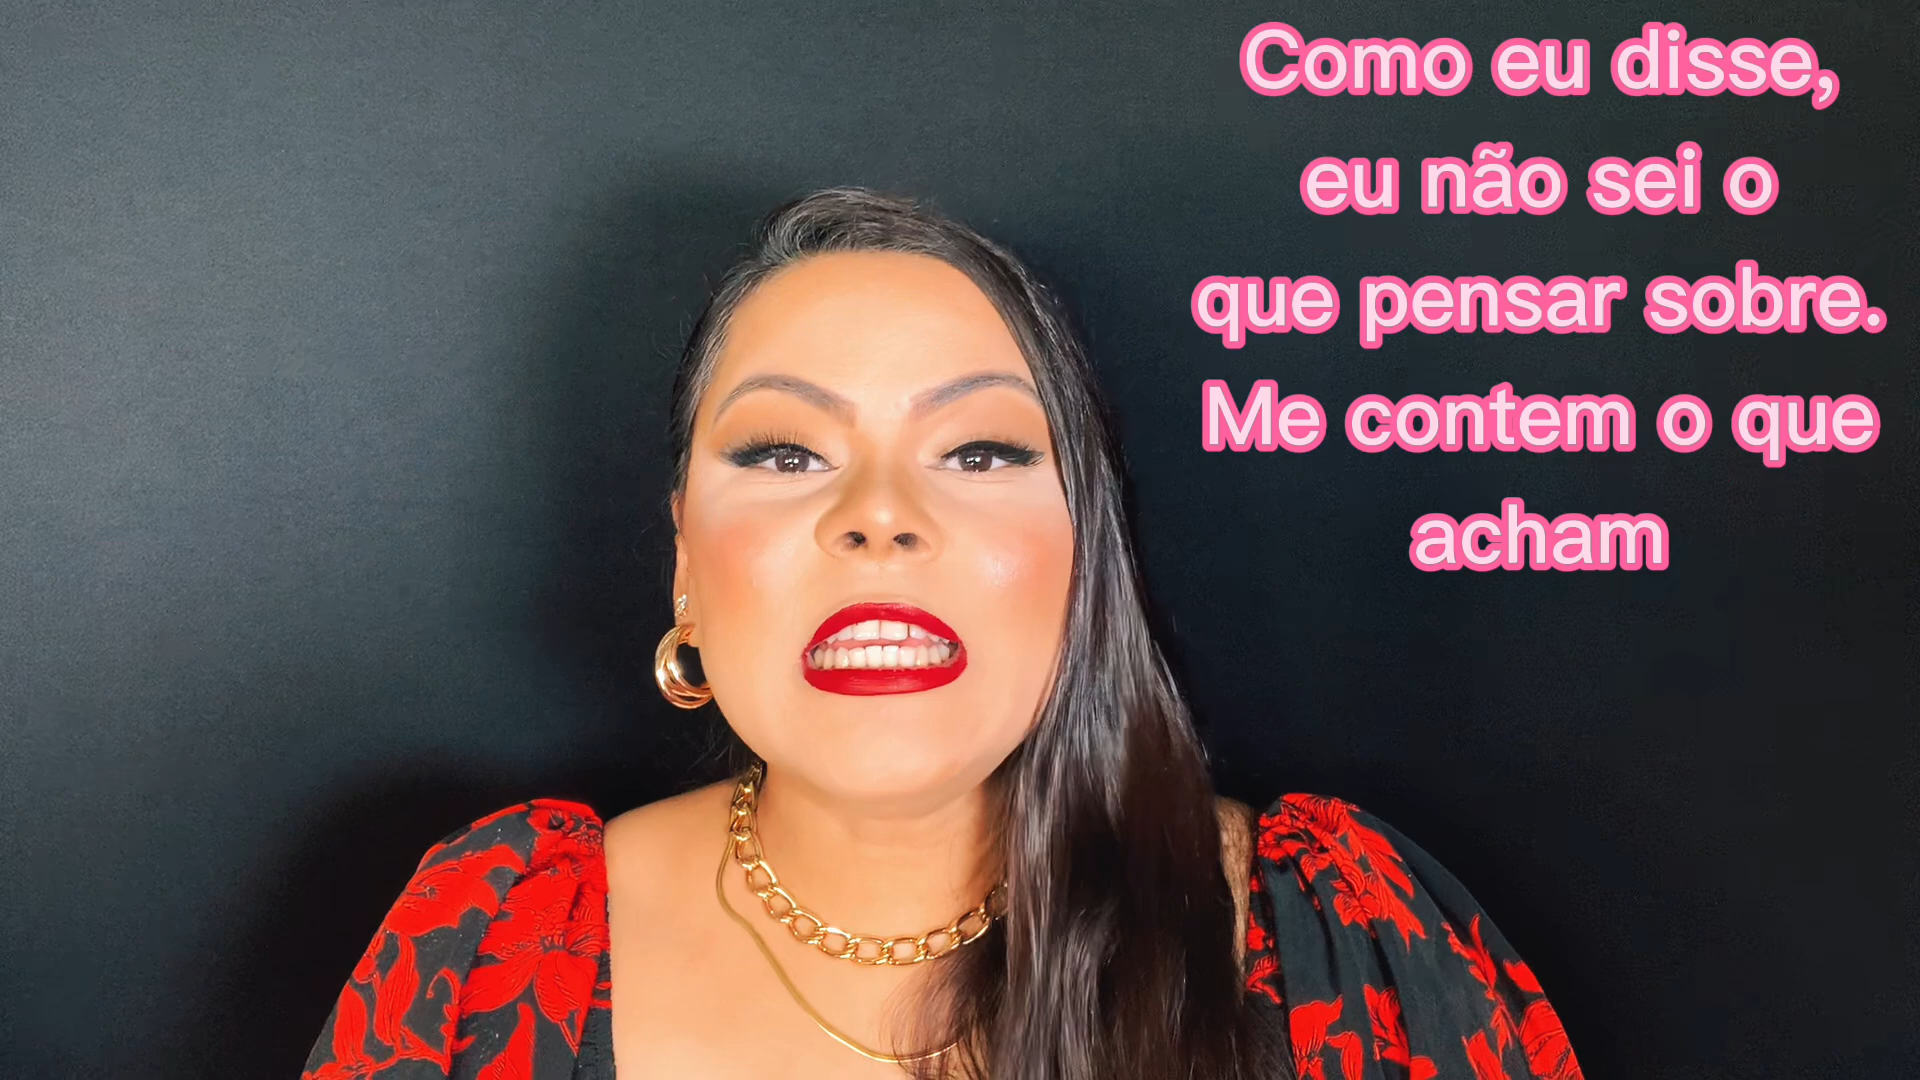 Como eu disse,
eu não sei o
que pensar sobre.
Me contem o que
acham